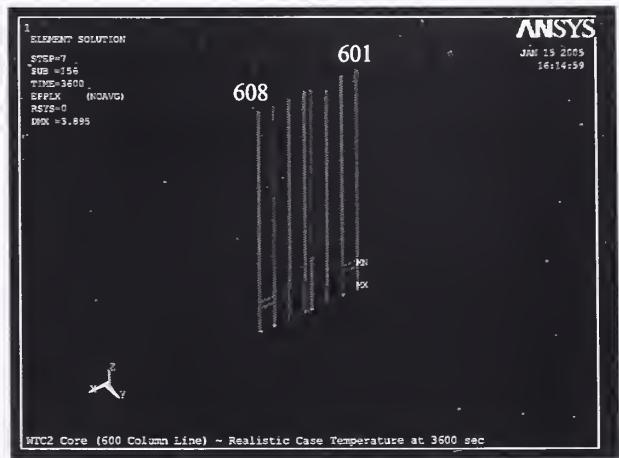 1
ELEMENT SOLUTION
STEP=7
SUB =156
TIME=3600
EPPLX (NOAVG)
RSYS=0
DMX =3.895
ANSYS
JAN 15 2005
16:14:59
601
608
MN
MX
Z
X
Y
WTC2 Core (600 Column Line) ~ Realistic Case Temperature at 3600 sec